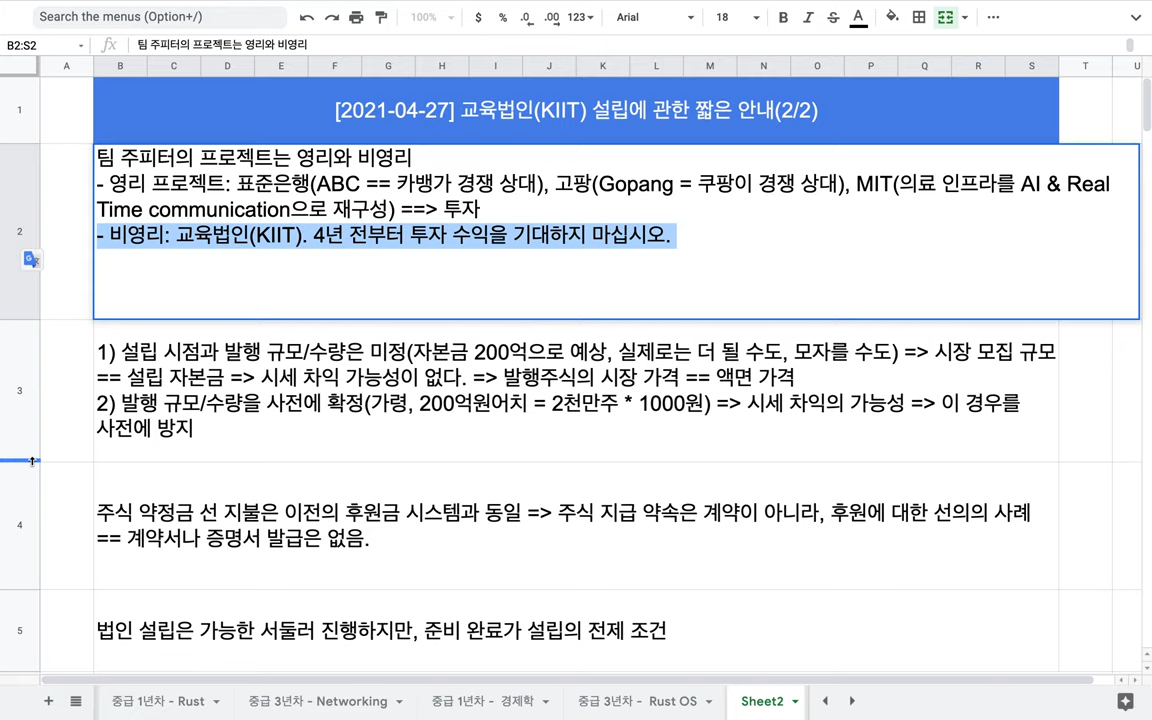 Search the menus (Option+/) 100% $ % .0 .00 123 Arial 18 B I S A
B2:S2 fx 팀 주피터의 프로젝트는 영리와 비영리
A B C D E F G H I J K L M N O P Q R S T U
1 [2021-04-27] 교육법인(KIIT) 설립에 관한 짧은 안내(2/2)
팀 주피터의 프로젝트는 영리와 비영리
- 영리 프로젝트: 표준은행(ABC == 카뱅가 경쟁 상대), 고팡(Gopang = 쿠팡이 경쟁 상대), MIT(의료 인프라를 AI & Real
Time communication으로 재구성) ==> 투자
2 - 비영리: 교육법인(KIIT). 4년 전부터 투자 수익을 기대하지 마십시오.
1) 설립 시점과 발행 규모/수량은 미정(자본금 200억으로 예상, 실제로는 더 될 수도, 모자를 수도) => 시장 모집 규모
== 설립 자본금 => 시세 차익 가능성이 없다. => 발행주식의 시장 가격 == 액면 가격
3 2) 발행 규모/수량을 사전에 확정(가령, 200억원어치 = 2천만주 * 1000원) => 시세 차익의 가능성 => 이 경우를
사전에 방지
4 주식 약정금 선 지불은 이전의 후원금 시스템과 동일 => 주식 지급 약속은 계약이 아니라, 후원에 대한 선의의 사례
== 계약서나 증명서 발급은 없음.
5 법인 설립은 가능한 서둘러 진행하지만, 준비 완료가 설립의 전제 조건
중급 1년차 - Rust 중급 3년차 - Networking 중급 1년차 - 경제학 중급 3년차 - Rust OS Sheet2